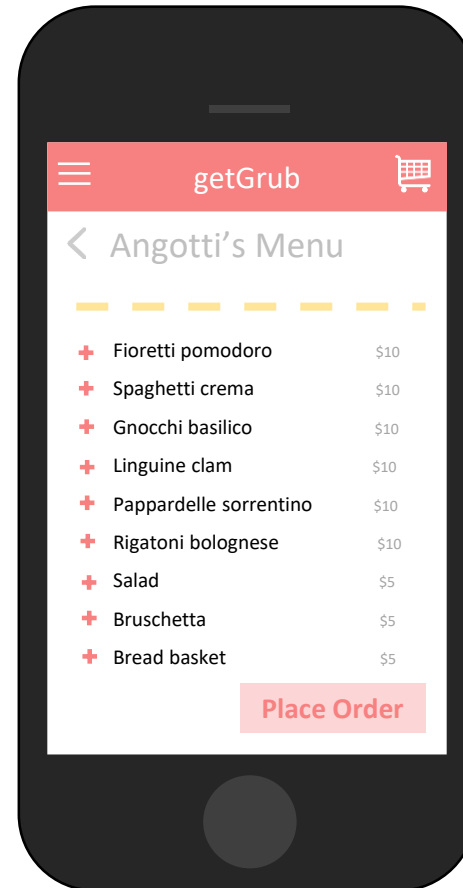 getGrub
Angotti’s Menu
Fioretti pomodoro $10
Spaghetti crema $10
Gnocchi basilico $10
Linguine clam $10
Pappardelle sorrentino $10
Rigatoni bolognese $10
Salad $5
Bruschetta $5
Bread basket $5
Place Order